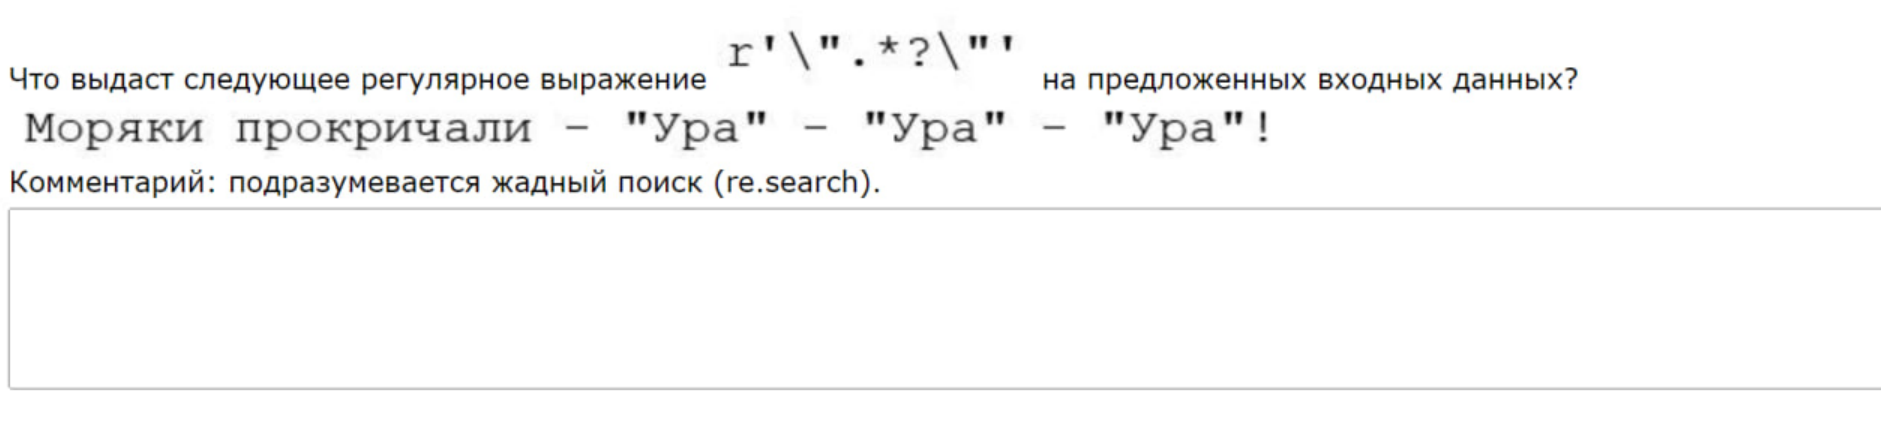 Что выдаст следующее регулярное выражение r'\".*?\"' на предложенных входных данных?
Моряки прокричали – "Ура" – "Ура" – "Ура"!
Комментарий: подразумевается жадный поиск (re.search).